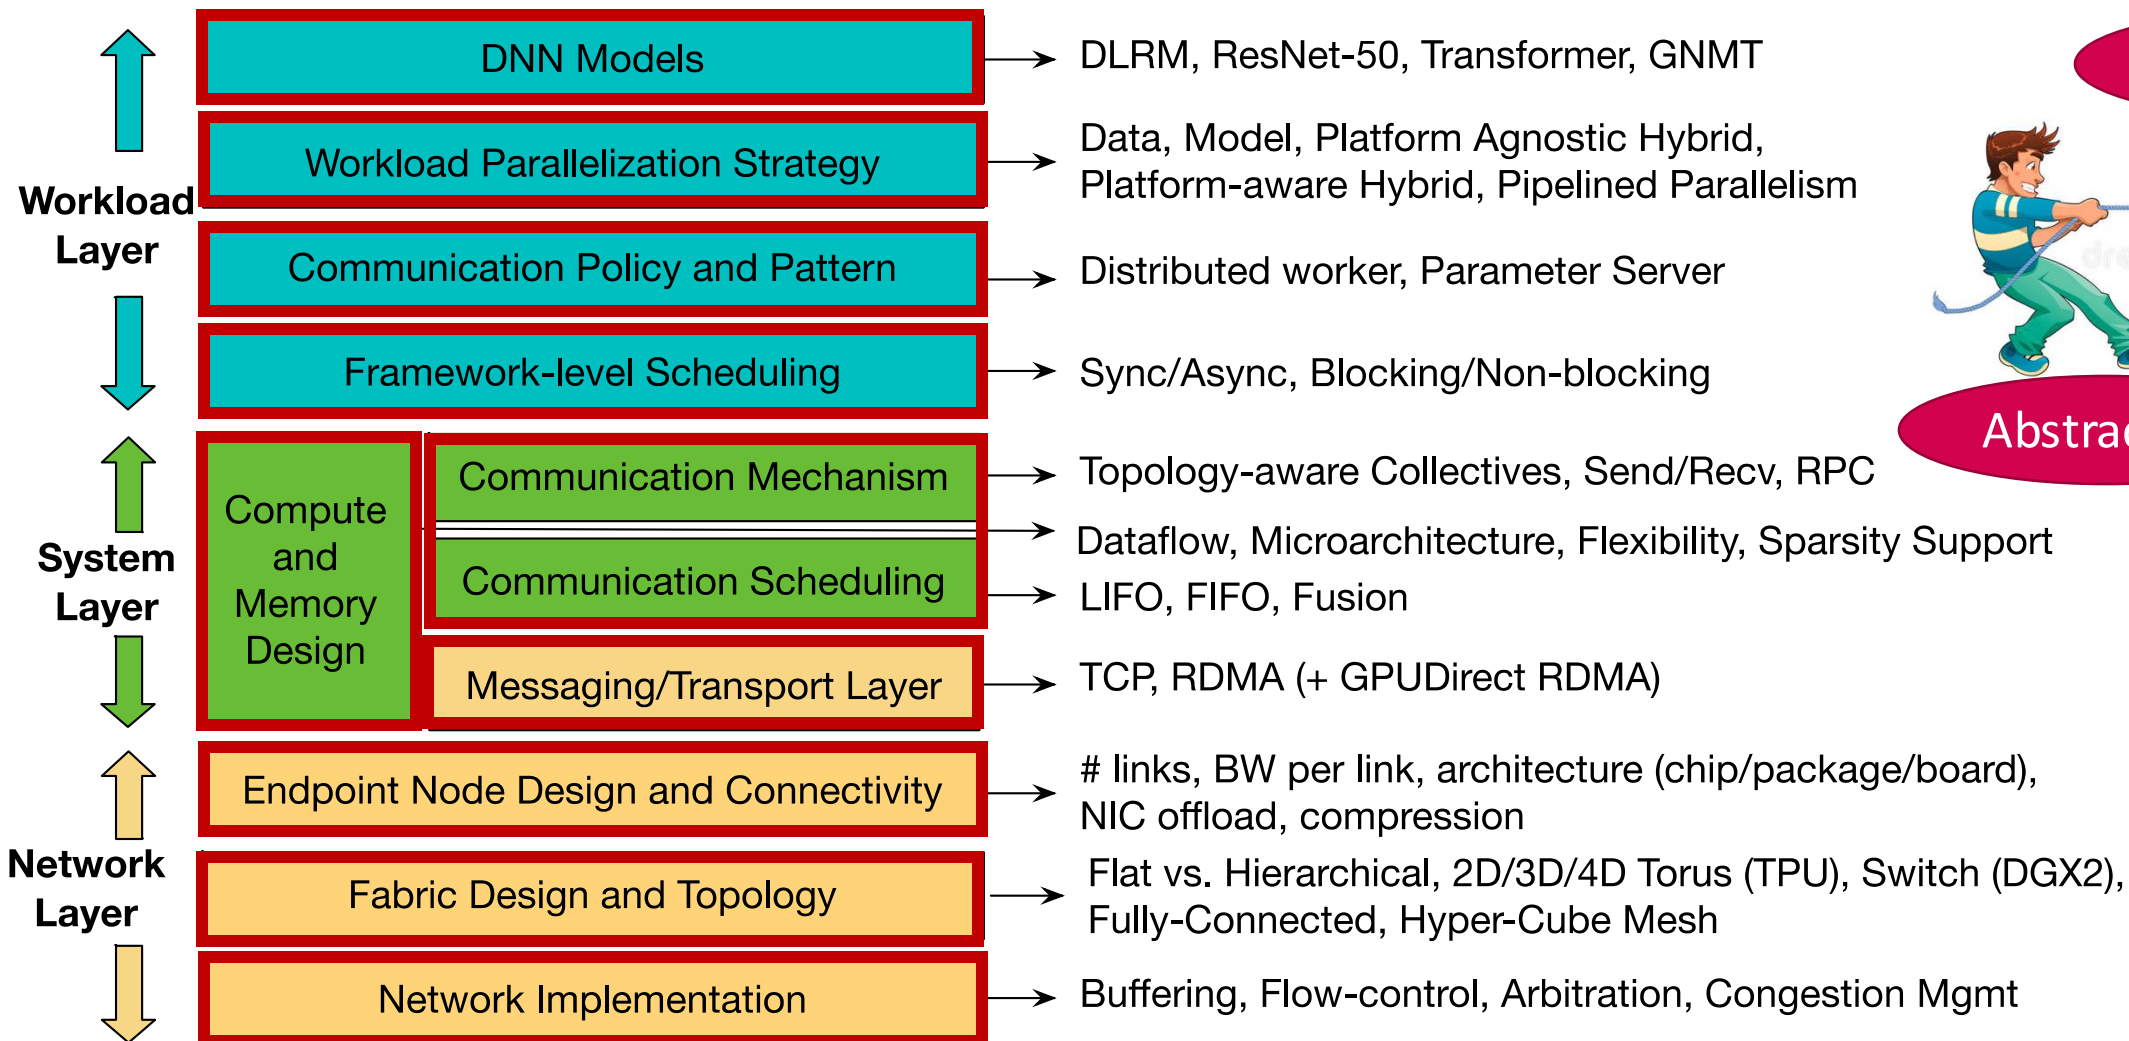 DNN Models
DLRM, ResNet-50, Transformer, GNMT
Workload Parallelization Strategy
Data, Model, Platform Agnostic Hybrid,
Platform-aware Hybrid, Pipelined Parallelism
Workload
Layer
Communication Policy and Pattern
Distributed worker, Parameter Server
Framework-level Scheduling
Sync/Async, Blocking/Non-blocking
System
Layer
Compute
and
Memory
Design
Communication Mechanism
Topology-aware Collectives, Send/Recv, RPC
Dataflow, Microarchitecture, Flexibility, Sparsity Support
Communication Scheduling
LIFO, FIFO, Fusion
Messaging/Transport Layer
TCP, RDMA (+ GPUDirect RDMA)
Network
Layer
Endpoint Node Design and Connectivity
# links, BW per link, architecture (chip/package/board),
NIC offload, compression
Fabric Design and Topology
Flat vs. Hierarchical, 2D/3D/4D Torus (TPU), Switch (DGX2),
Fully-Connected, Hyper-Cube Mesh
Network Implementation
Buffering, Flow-control, Arbitration, Congestion Mgmt